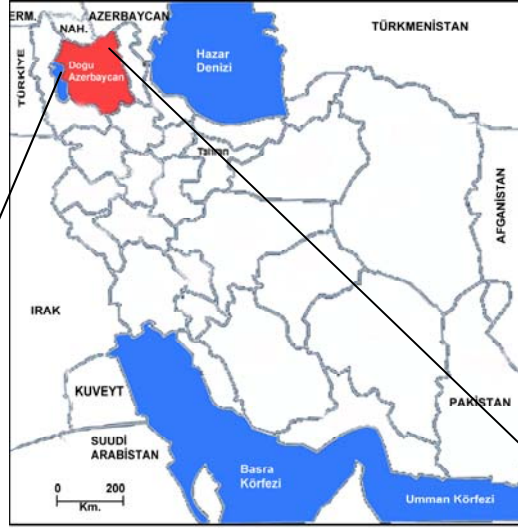 ERM.
AZERBAYCAN
NAH.
TÜRKİYE
Doğu
Azerbaycan
Hazar
Denizi
TÜRKMENİSTAN
Tahran
AFGANİSTAN
IRAK
KUVEYT
PAKİSTAN
SUUDİ
ARABİSTAN
Basra
Körfezi
Umman Körfezi
0 200
Km.